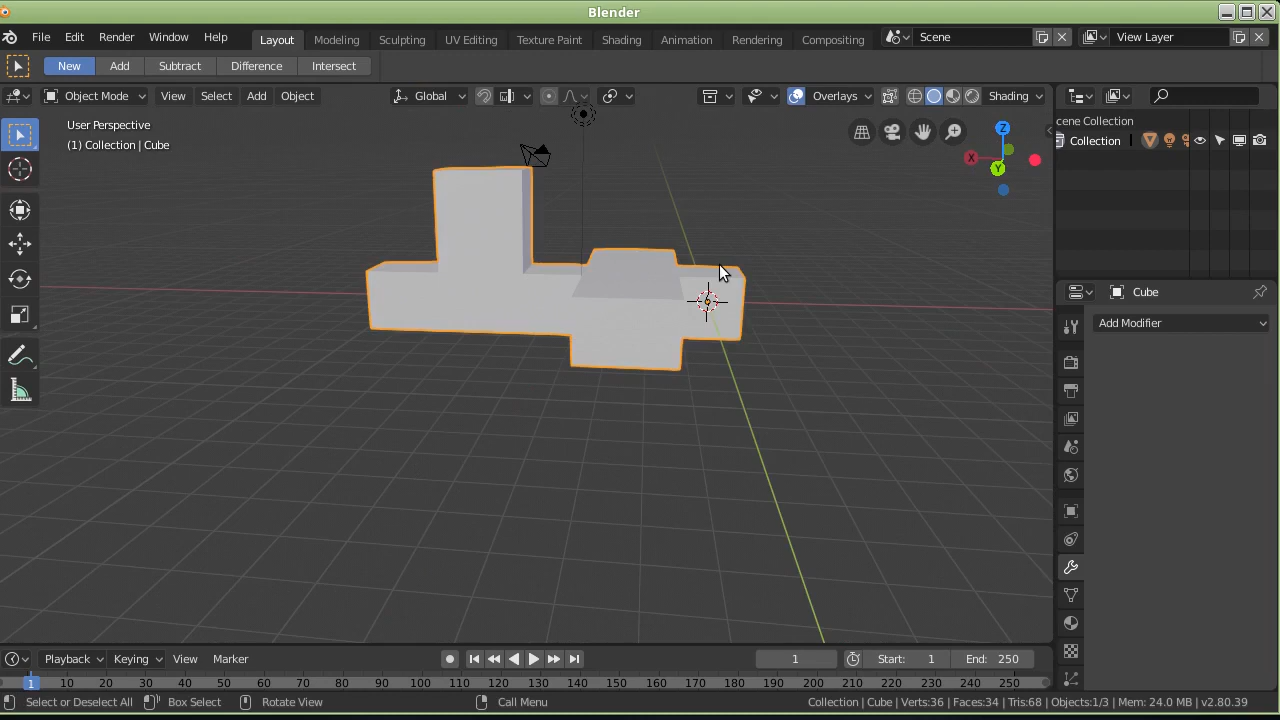 Blender
File Edit Render Window Help Layout Modeling Sculpting UV Editing Texture Paint Shading Animation Rendering Compositing Scene View Layer
New Add Subtract Difference Intersect
Object Mode View Select Add Object Global Overlays Shading
User Perspective
(1) Collection | Cube
Z
X
Y
cene Collection
Collection
Cube
Add Modifier
Playback Keying View Marker 1 Start: 1 End: 250
1 10 20 30 40 50 60 70 80 90 100 110 120 130 140 150 160 170 180 190 200 210 220 230 240 250
Select or Deselect All Box Select Rotate View Call Menu Collection | Cube | Verts:36 | Faces:34 | Tris:68 | Objects:1/3 | Mem: 24.0 MB | v2.80.39